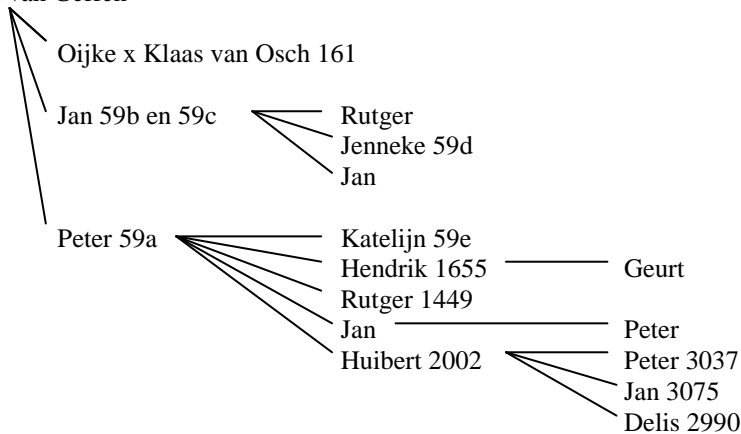 Oijke x Klaas van Osch 161
Jan 59b en 59c Rutger
Jenneke 59d
Jan
Peter 59a Katelijn 59e
Hendrik 1655 Geurt
Rutger 1449
Jan Peter
Huibert 2002 Peter 3037
Jan 3075
Delis 2990